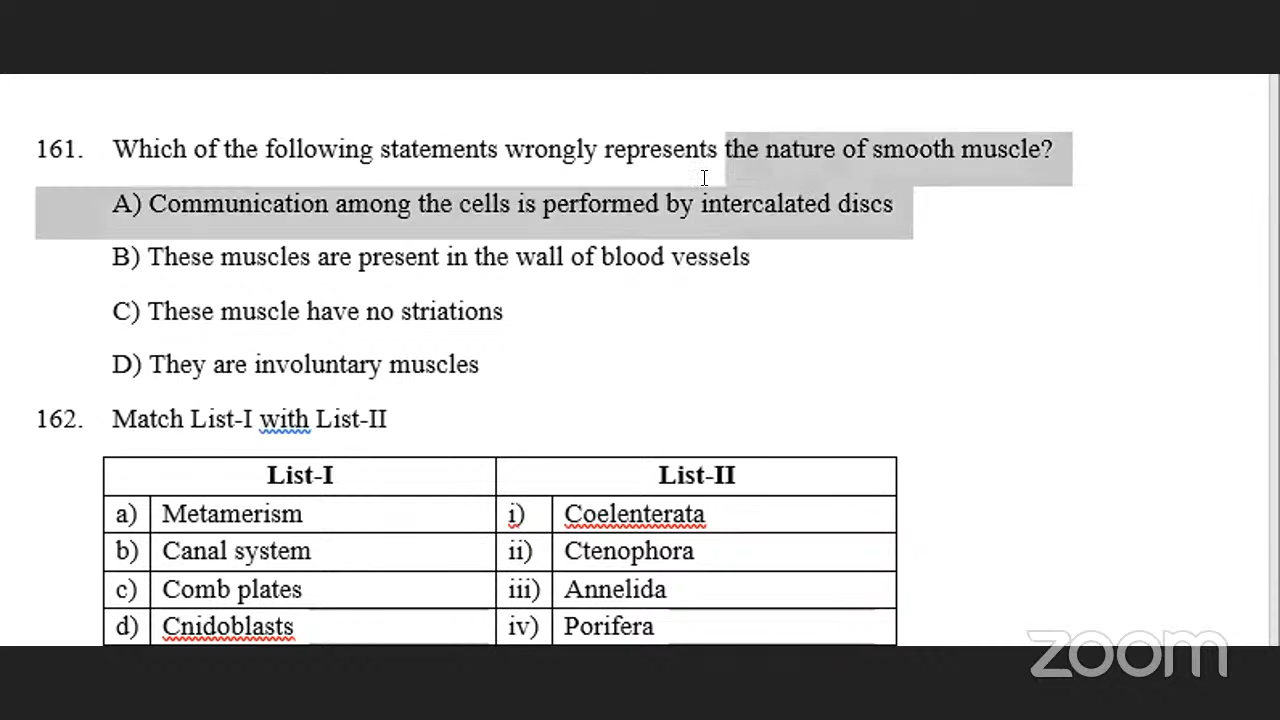 161. Which of the following statements wrongly represents the nature of smooth muscle?
A) Communication among the cells is performed by intercalated discs
B) These muscles are present in the wall of blood vessels
C) These muscle have no striations
D) They are involuntary muscles
162. Match List-I with List-II
List-I List-II
a) Metamerism i) Coelenterata
b) Canal system ii) Ctenophora
c) Comb plates iii) Annelida
d) Cnidoblasts iv) Porifera
zoom